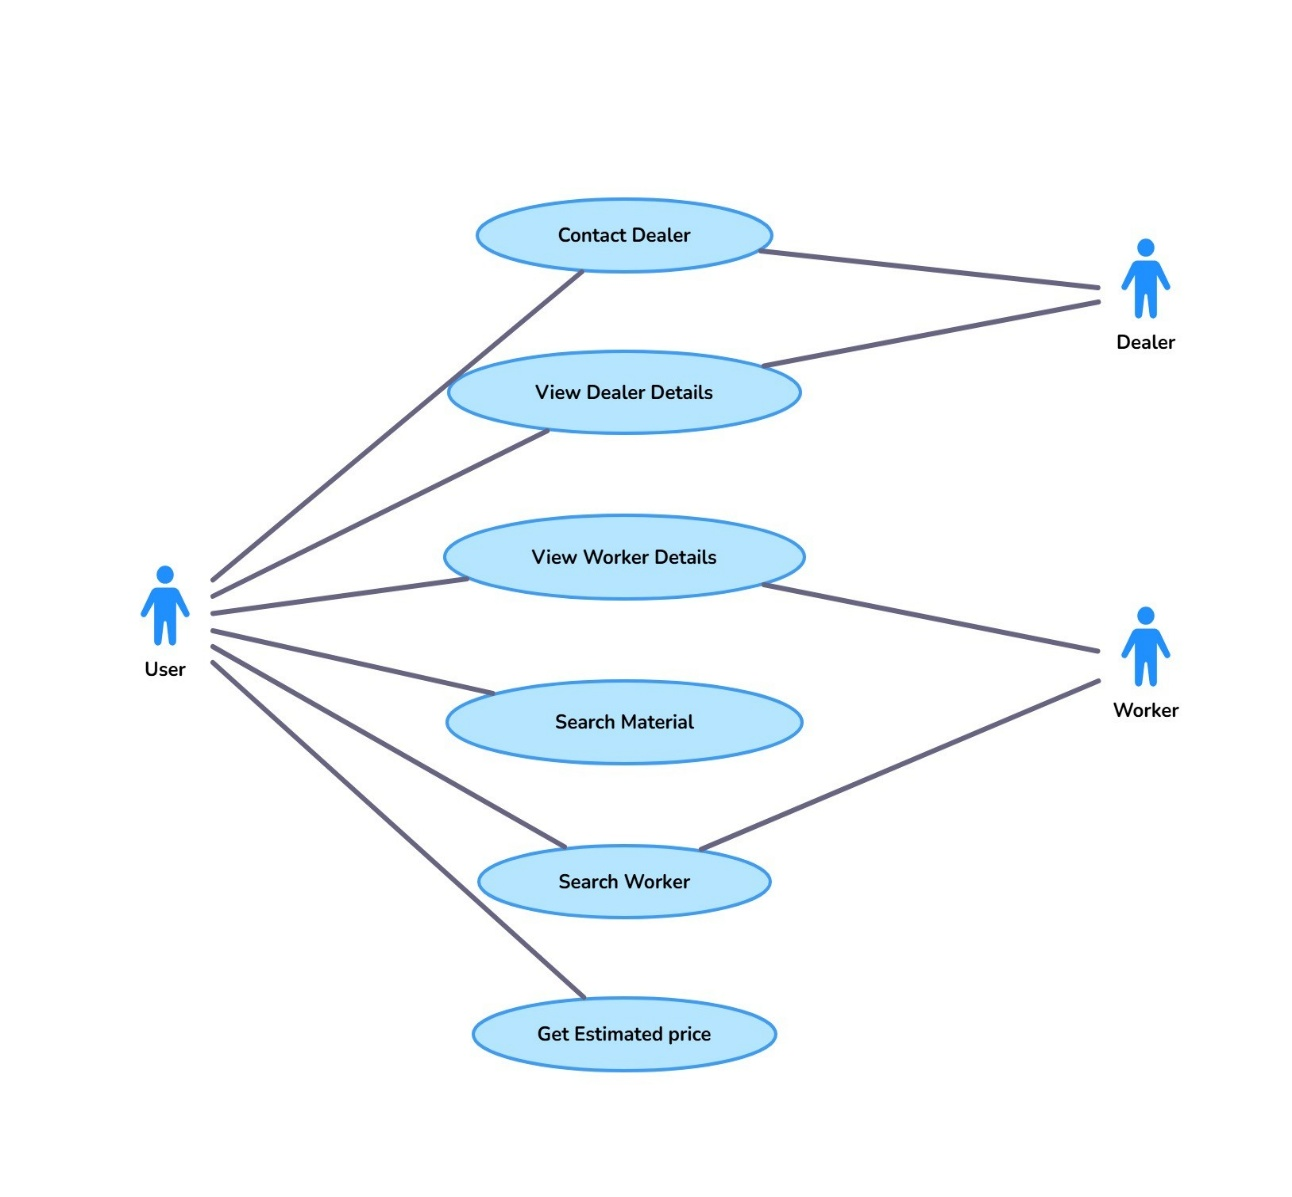 Contact Dealer
Dealer
View Dealer Details
View Worker Details
User
Worker
Search Material
Search Worker
Get Estimated price